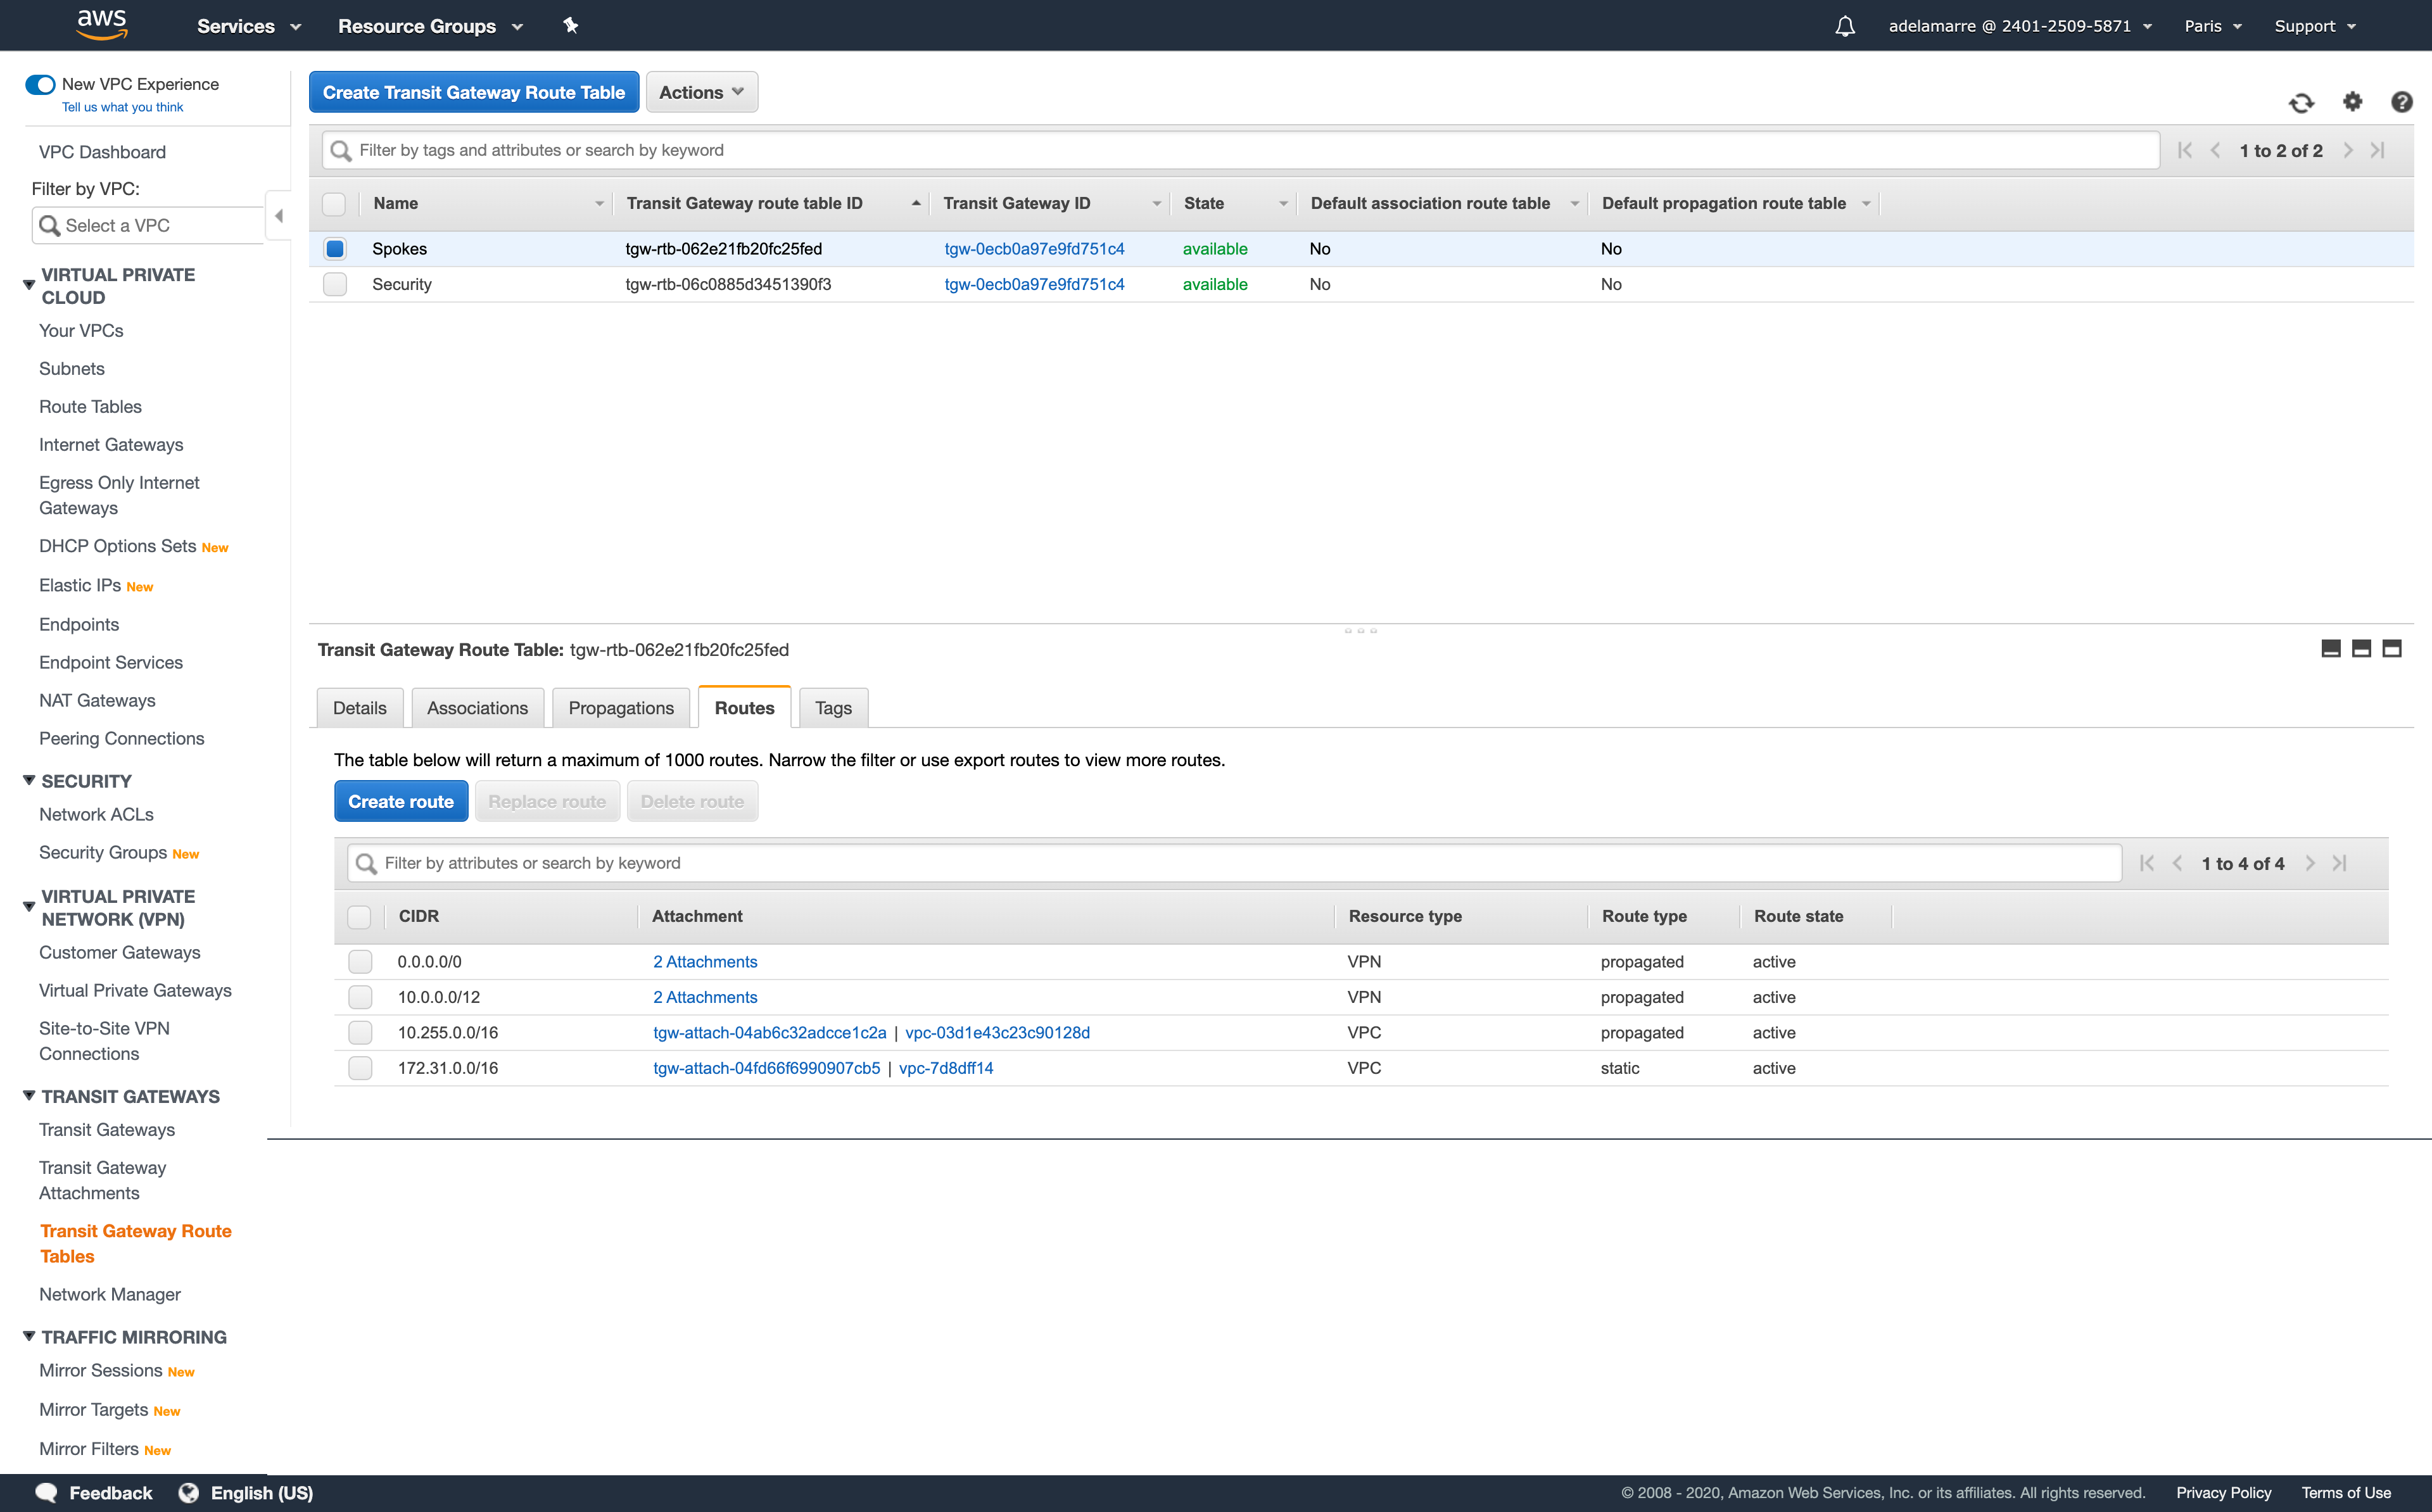 aws
Services
Resource Groups
adelamarre @ 2401-2509-5871
Paris
Support
New VPC Experience
Tell us what you think
VPC Dashboard
Filter by VPC:
Select a VPC
VIRTUAL PRIVATE
CLOUD
Your VPCs
Subnets
Route Tables
Internet Gateways
Egress Only Internet
Gateways
DHCP Options Sets New
Elastic IPs New
Endpoints
Endpoint Services
NAT Gateways
Peering Connections
SECURITY
Network ACLs
Security Groups New
VIRTUAL PRIVATE
NETWORK (VPN)
Customer Gateways
Virtual Private Gateways
Site-to-Site VPN
Connections
TRANSIT GATEWAYS
Transit Gateways
Transit Gateway
Attachments
Transit Gateway Route
Tables
Network Manager
TRAFFIC MIRRORING
Mirror Sessions New
Mirror Targets New
Mirror Filters New
Create Transit Gateway Route Table Actions
Filter by tags and attributes or search by keyword 1 to 2 of 2
Name Transit Gateway route table ID Transit Gateway ID State Default association route table Default propagation route table
Spokes tgw-rtb-062e21fb20fc25fed tgw-0ecb0a97e9fd751c4 available No No
Security tgw-rtb-06c0885d3451390f3 tgw-0ecb0a97e9fd751c4 available No No
Transit Gateway Route Table: tgw-rtb-062e21fb20fc25fed
Details Associations Propagations Routes Tags
The table below will return a maximum of 1000 routes. Narrow the filter or use export routes to view more routes.
Create route Replace route Delete route
Filter by attributes or search by keyword 1 to 4 of 4
CIDR Attachment Resource type Route type Route state
0.0.0.0/0 2 Attachments VPN propagated active
10.0.0.0/12 2 Attachments VPN propagated active
10.255.0.0/16 tgw-attach-04ab6c32adcce1c2a | vpc-03d1e43c23c90128d VPC propagated active
172.31.0.0/16 tgw-attach-04fd66f6990907cb5 | vpc-7d8dff14 VPC static active
Feedback English (US)
© 2008 - 2020, Amazon Web Services, Inc. or its affiliates. All rights reserved. Privacy Policy Terms of Use